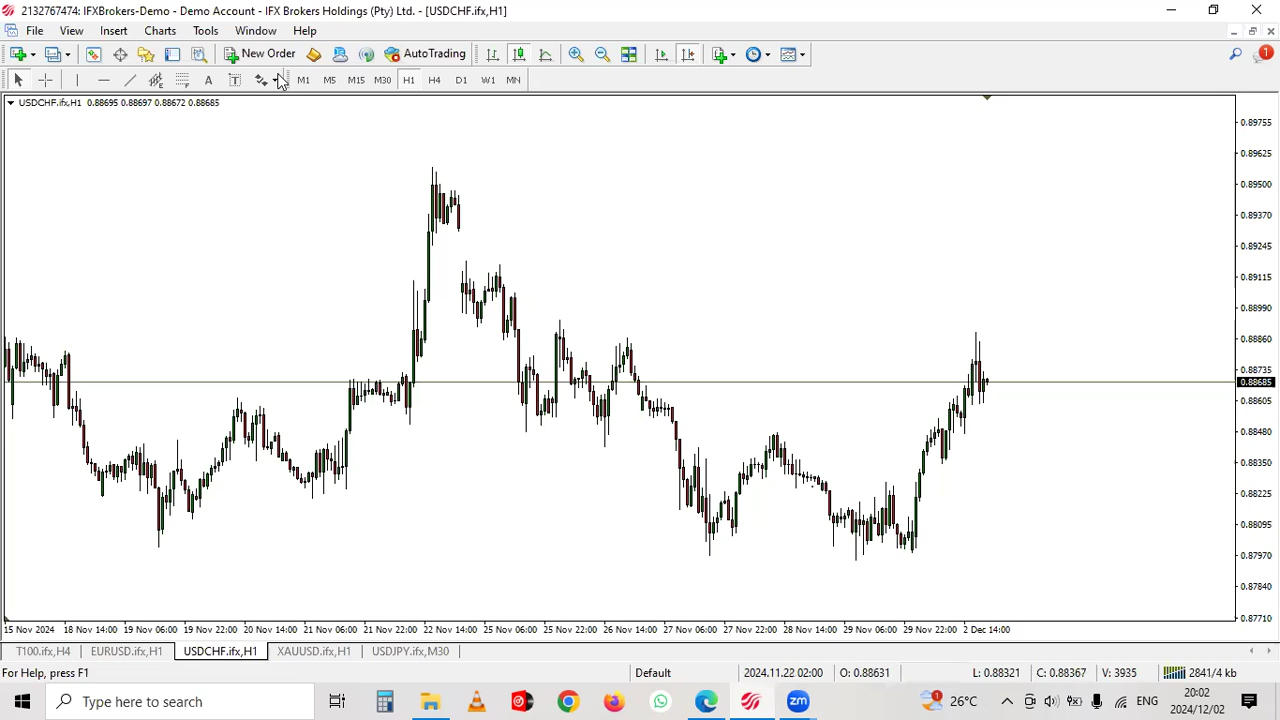 2132767474: IFXBrokers-Demo - Demo Account - IFX Brokers Holdings (Pty) Ltd. - [USDCHF.ifx,H1]
File View Insert Charts Tools Window Help
New Order AutoTrading 1
A T M1 M5 M15 M30 H1 H4 D1 W1 MN
USDCHF.ifx,H1 0.88695 0.88697 0.88672 0.88685
0.89755
0.89625
0.89500
0.89370
0.89245
0.89115
0.88990
0.88860
0.88735
0.88685
0.88605
0.88480
0.88350
0.88225
0.88095
0.87970
0.87840
0.87710
15 Nov 2024 18 Nov 14:00 19 Nov 06:00 19 Nov 22:00 20 Nov 14:00 21 Nov 06:00 21 Nov 22:00 22 Nov 14:00 25 Nov 06:00 25 Nov 22:00 26 Nov 14:00 27 Nov 06:00 27 Nov 22:00 28 Nov 14:00 29 Nov 06:00 29 Nov 22:00 2 Dec 14:00
T100.ifx,H4 EURUSD.ifx,H1 USDCHF.ifx,H1 XAUUSD.ifx,H1 USDJPY.ifx,M30
For Help, press F1 Default 2024.11.22 02:00 O: 0.88631 L: 0.88321 C: 0.88367 V: 3935 2841/4 kb
Type here to search zm 1 26°C ENG 20:02
2024/12/02